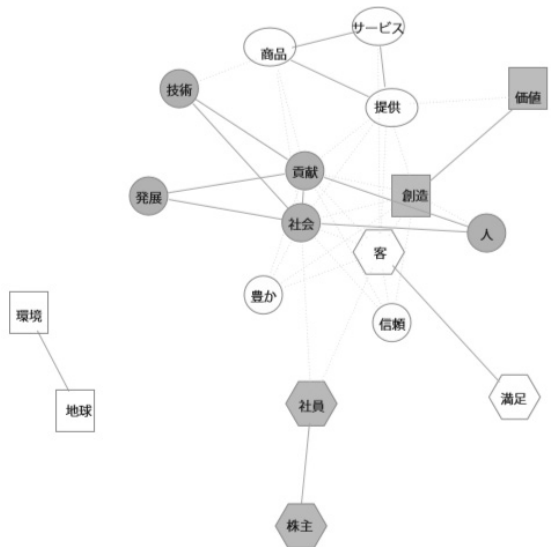 サービス
商品
技術
提供
価値
貢献
発展
創造
社会
人
客
豊か
環境
信頼
満足
社員
地球
株主